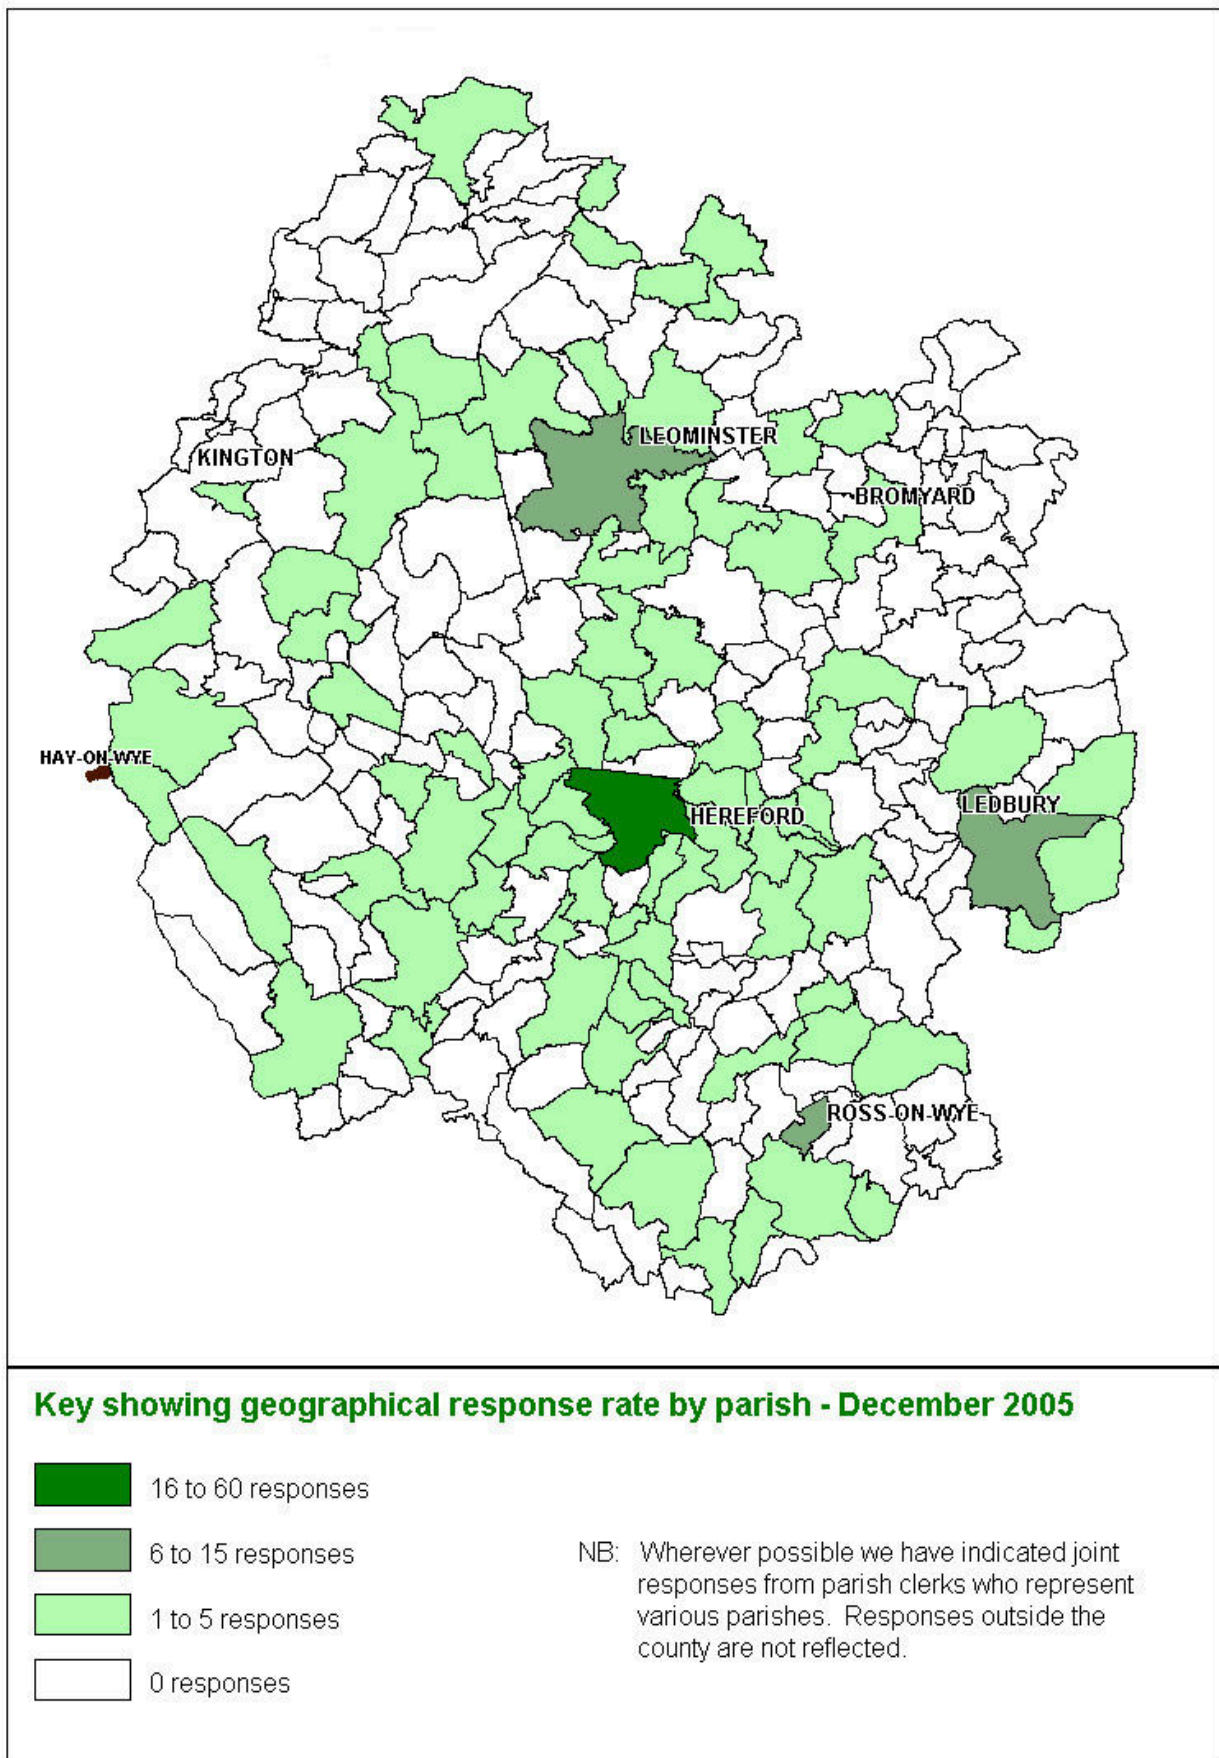 LEOMINSTER
KINGTON
BROMYARD
HAY-ON-WYE
LEDBURY
HEREFORD
ROSS-ON-WYE
Key showing geographical response rate by parish - December 2005
16 to 60 responses
6 to 15 responses
1 to 5 responses
0 responses
NB: Wherever possible we have indicated joint
responses from parish clerks who represent
various parishes. Responses outside the
county are not reflected.